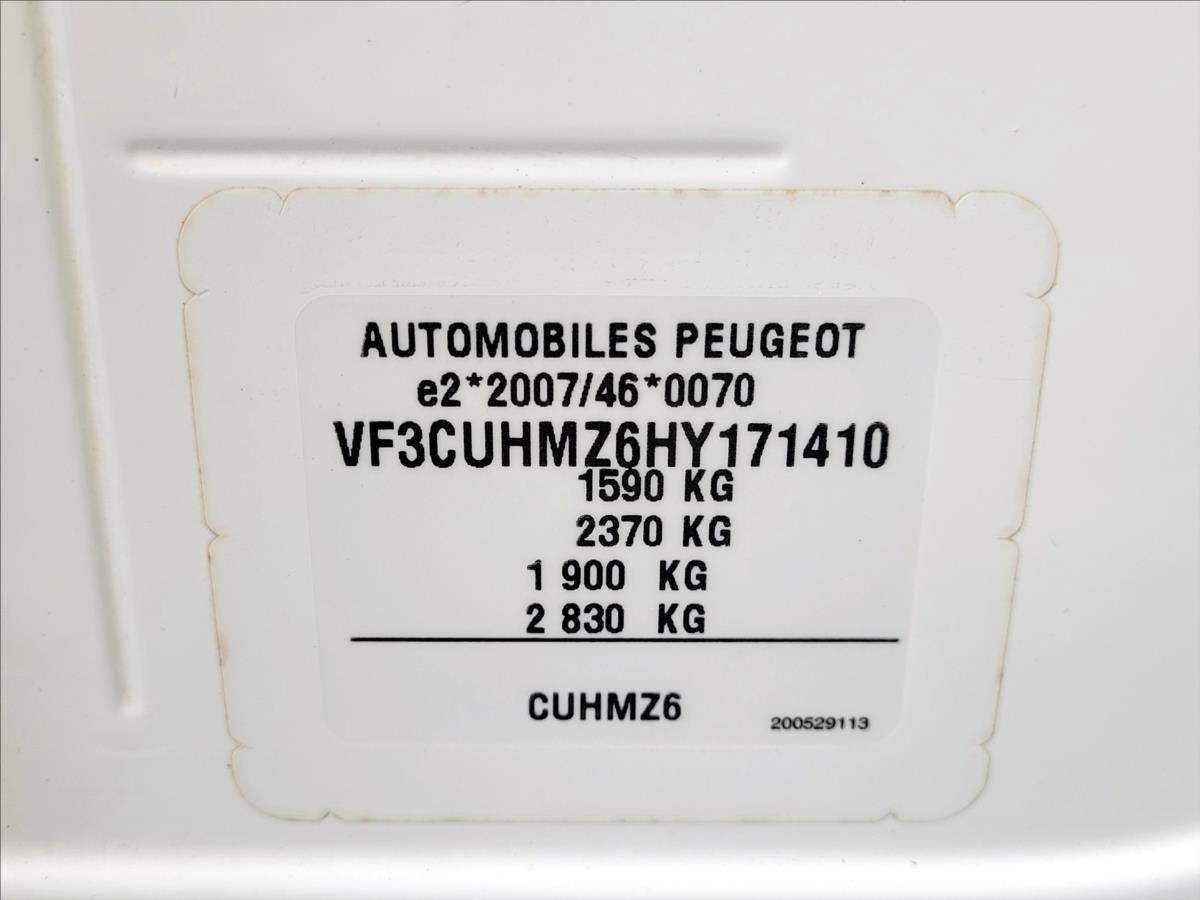 AUTOMOBILES PEUGEOT
e2*2007/46*0070
VF3CUHMZ6HY171410
1590 KG
2370 KG
1 900 KG
2 830 KG
CUHMZ6
200529113